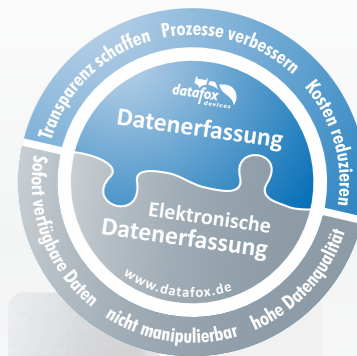 Transparenz schaffen
Prozesse verbessern
Kosten reduzieren
datafox
devices
Datenerfassung
Elektronische
Datenerfassung
www.datafox.de
Sofort verfügbare Daten
nicht manipulierbar
hohe Datenqualität